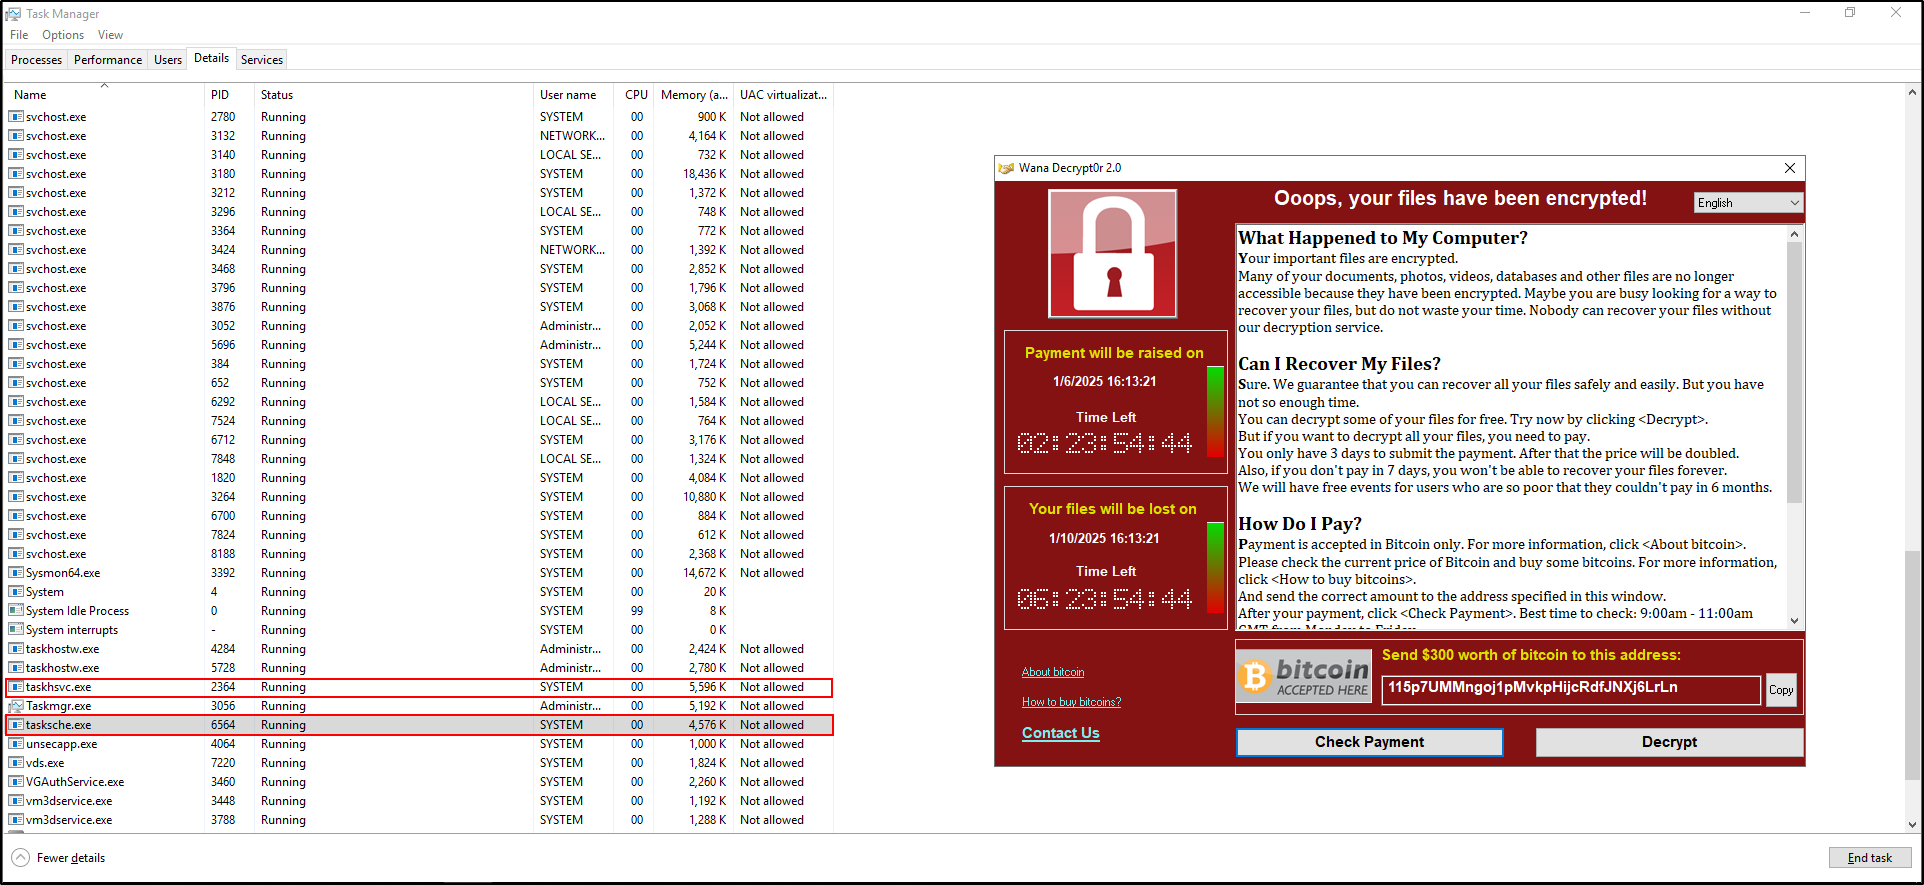 Task Manager
File Options View
Processes Performance Users Details Services
Name PID Status User name CPU Memory (a... UAC virtualizat...
svchost.exe 2780 Running SYSTEM 00 900 K Not allowed
svchost.exe 3132 Running NETWORK... 00 4,164 K Not allowed
svchost.exe 3140 Running LOCAL SE... 00 732 K Not allowed
svchost.exe 3180 Running SYSTEM 00 18,436 K Not allowed
svchost.exe 3212 Running SYSTEM 00 1,372 K Not allowed
svchost.exe 3296 Running LOCAL SE... 00 748 K Not allowed
svchost.exe 3364 Running SYSTEM 00 772 K Not allowed
svchost.exe 3424 Running NETWORK... 00 1,392 K Not allowed
svchost.exe 3468 Running SYSTEM 00 2,852 K Not allowed
svchost.exe 3796 Running SYSTEM 00 1,796 K Not allowed
svchost.exe 3876 Running SYSTEM 00 3,068 K Not allowed
svchost.exe 3052 Running Administr... 00 2,052 K Not allowed
svchost.exe 5696 Running Administr... 00 5,244 K Not allowed
svchost.exe 384 Running SYSTEM 00 1,724 K Not allowed
svchost.exe 652 Running SYSTEM 00 752 K Not allowed
svchost.exe 6292 Running LOCAL SE... 00 1,584 K Not allowed
svchost.exe 7524 Running LOCAL SE... 00 764 K Not allowed
svchost.exe 6712 Running SYSTEM 00 3,176 K Not allowed
svchost.exe 7848 Running LOCAL SE... 00 1,324 K Not allowed
svchost.exe 1820 Running SYSTEM 00 4,084 K Not allowed
svchost.exe 3264 Running SYSTEM 00 10,880 K Not allowed
svchost.exe 6700 Running SYSTEM 00 884 K Not allowed
svchost.exe 7824 Running SYSTEM 00 612 K Not allowed
svchost.exe 8188 Running SYSTEM 00 2,368 K Not allowed
Sysmon64.exe 3392 Running SYSTEM 00 14,672 K Not allowed
System 4 Running SYSTEM 00 20 K
System Idle Process 0 Running SYSTEM 99 8 K
System interrupts - Running SYSTEM 00 0 K
taskhostw.exe 4284 Running Administr... 00 2,424 K Not allowed
taskhostw.exe 5728 Running Administr... 00 2,780 K Not allowed
taskhsvc.exe 2364 Running SYSTEM 00 5,596 K Not allowed
Taskmgr.exe 3056 Running Administr... 00 5,192 K Not allowed
tasksche.exe 6564 Running SYSTEM 00 4,576 K Not allowed
unsecapp.exe 4064 Running SYSTEM 00 1,000 K Not allowed
vds.exe 7220 Running SYSTEM 00 1,824 K Not allowed
VGAuthService.exe 3460 Running SYSTEM 00 2,260 K Not allowed
vm3dservice.exe 3448 Running SYSTEM 00 1,192 K Not allowed
vm3dservice.exe 3788 Running SYSTEM 00 1,288 K Not allowed
Fewer details
End task
Wana Decrypt0r 2.0
Ooops, your files have been encrypted!
English
Payment will be raised on
1/6/2025 16:13:21
Time Left
02:23:54:44
Your files will be lost on
1/10/2025 16:13:21
Time Left
06:23:54:44
About bitcoin
How to buy bitcoins?
Contact Us
What Happened to My Computer?
Your important files are encrypted.
Many of your documents, photos, videos, databases and other files are no longer
accessible because they have been encrypted. Maybe you are busy looking for a way to
recover your files, but do not waste your time. Nobody can recover your files without
our decryption service.
Can I Recover My Files?
Sure. We guarantee that you can recover all your files safely and easily. But you have
not so enough time.
You can decrypt some of your files for free. Try now by clicking <Decrypt>.
But if you want to decrypt all your files, you need to pay.
You only have 3 days to submit the payment. After that the price will be doubled.
Also, if you don't pay in 7 days, you won't be able to recover your files forever.
We will have free events for users who are so poor that they couldn't pay in 6 months.
How Do I Pay?
Payment is accepted in Bitcoin only. For more information, click <About bitcoin>.
Please check the current price of Bitcoin and buy some bitcoins. For more information,
click <How to buy bitcoins>.
And send the correct amount to the address specified in this window.
After your payment, click <Check Payment>. Best time to check: 9:00am - 11:00am
GMT from Monday to Friday.
bitcoin
ACCEPTED HERE
Send $300 worth of bitcoin to this address:
115p7UMMngoj1pMvkpHijcRdfJNXj6LrLn
Copy
Check Payment
Decrypt